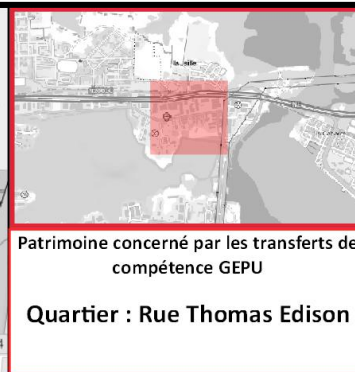 Patrimoine concerné par les transferts de
compétence GEPU
Quartier : Rue Thomas Edison